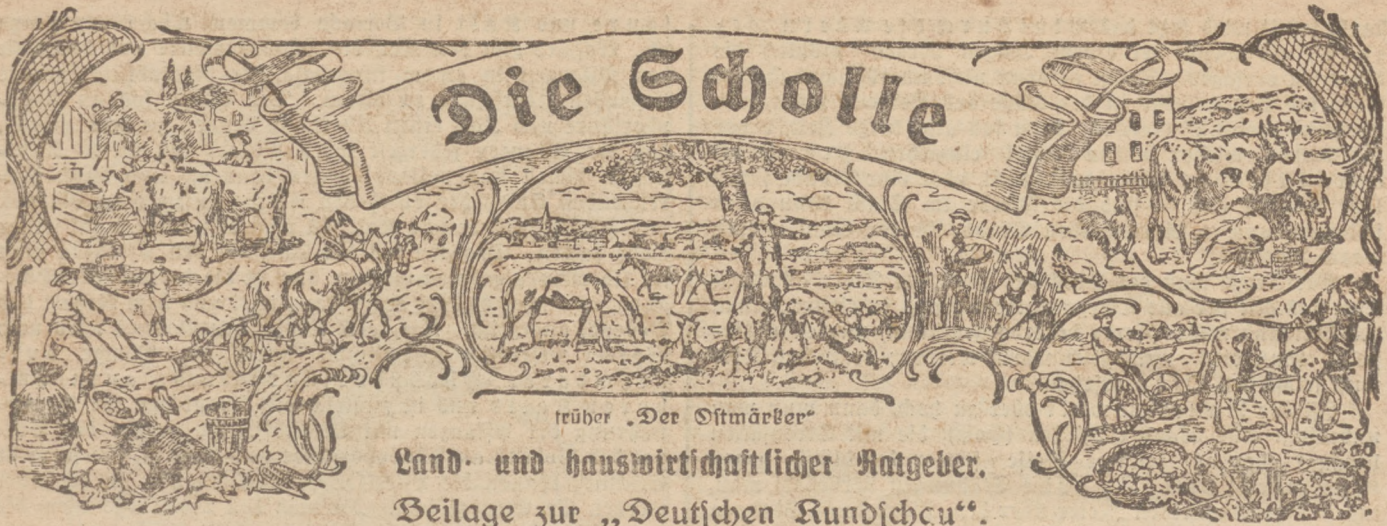 Die Scholle
früher „Der Ostmärker“
Land- und hauswirtschaftlicher Ratgeber.
Beilage zur „Deutschen Rundschau“.